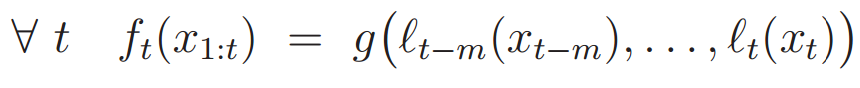 ∀ t f_t(x_{1:t}) = g(ℓ_{t−m}(x_{t−m}), . . . , ℓ_t(x_t))